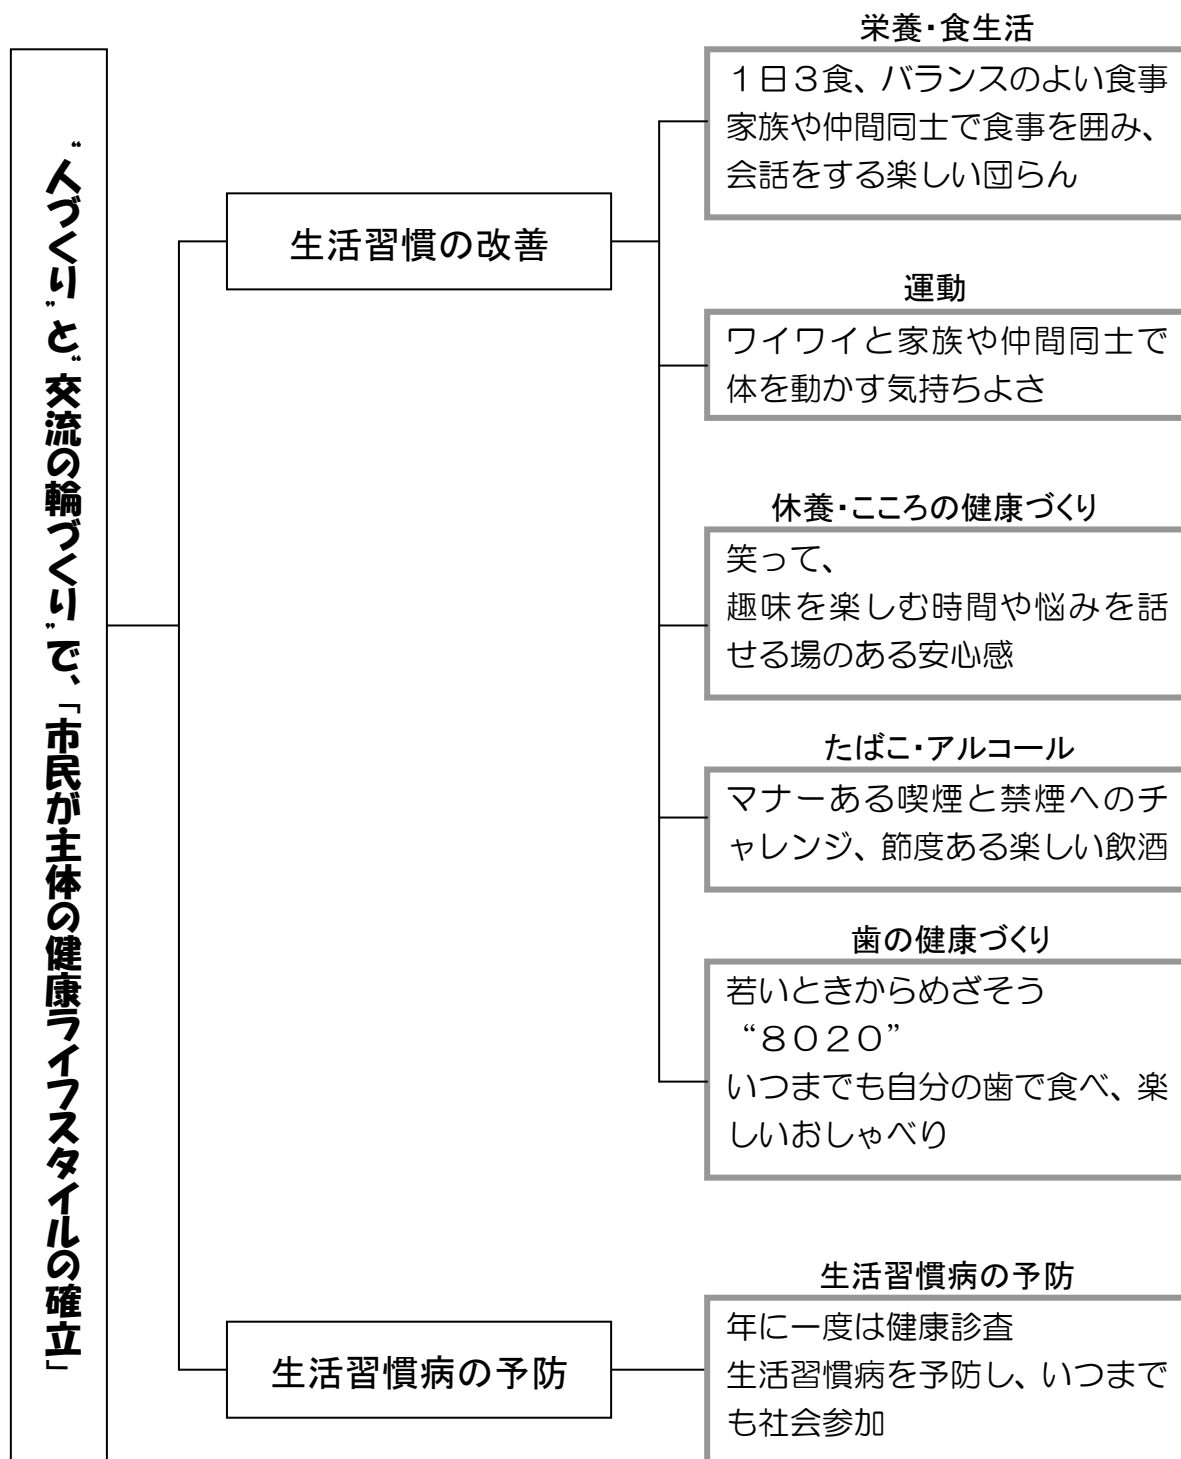 “人づくり”と“交流の輪づくり”で、「市民が主体の健康ライフスタイルの確立」
生活習慣の改善
栄養・食生活
１日３食、バランスのよい食事
家族や仲間同士で食事を囲み、
会話をする楽しい団らん
運動
ワイワイと家族や仲間同士で
体を動かす気持ちよさ
休養・こころの健康づくり
笑って、
趣味を楽しむ時間や悩みを話
せる場のある安心感
たばこ・アルコール
マナーある喫煙と禁煙へのチ
ャレンジ、節度ある楽しい飲酒
歯の健康づくり
若いときからめざそう
“８０２０”
いつまでも自分の歯で食べ、楽
しいおしゃべり
生活習慣病の予防
生活習慣病の予防
年に一度は健康診査
生活習慣病を予防し、いつまで
も社会参加